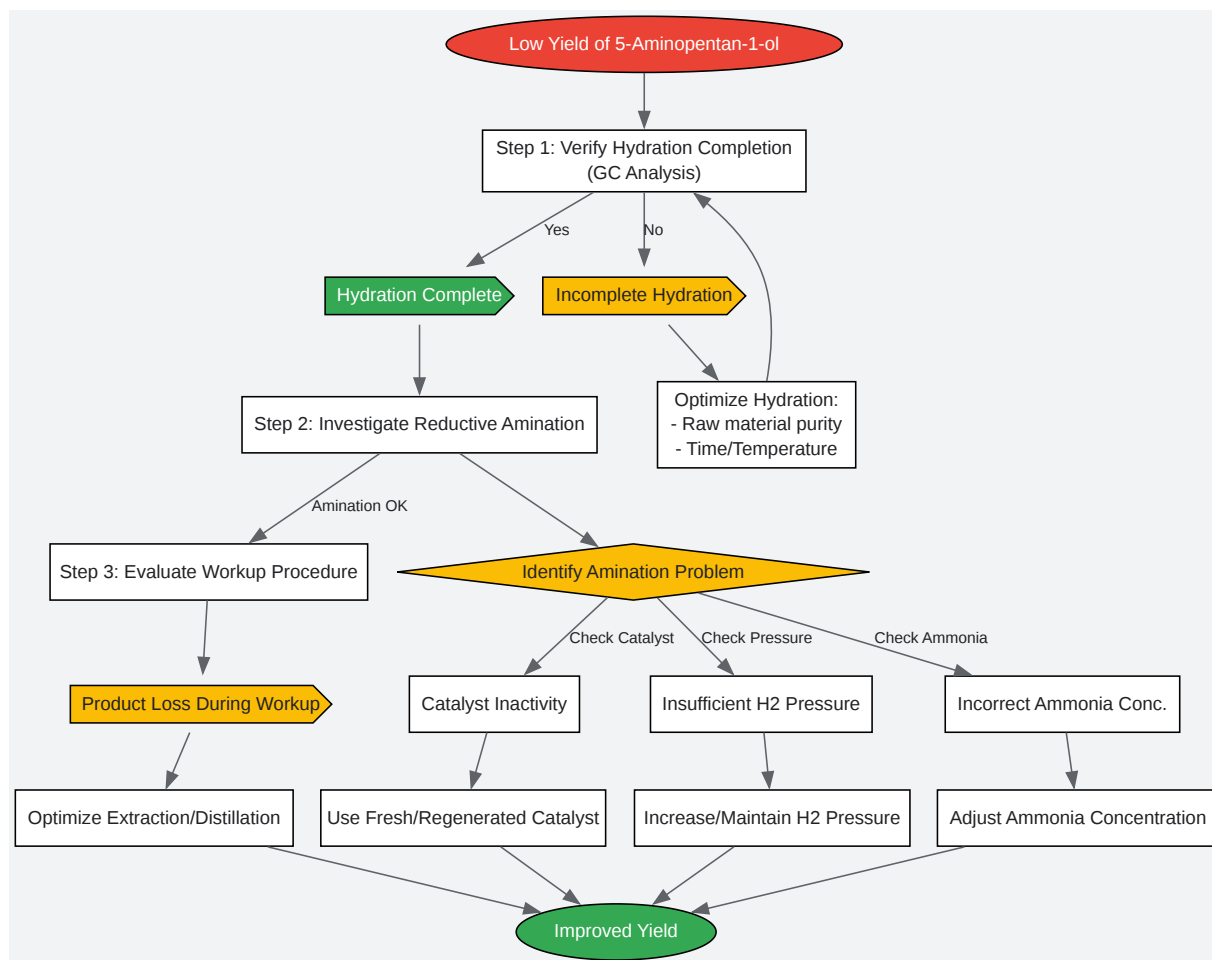 Low Yield of 5-Aminopentan-1-ol
Step 1: Verify Hydration Completion
(GC Analysis)
Yes
No
Hydration Complete
Incomplete Hydration
Optimize Hydration:
- Raw material purity
- Time/Temperature
Step 2: Investigate Reductive Amination
Amination OK
Step 3: Evaluate Workup Procedure
Identify Amination Problem
Check Catalyst
Check Pressure
Check Ammonia
Product Loss During Workup
Catalyst Inactivity
Insufficient H2 Pressure
Incorrect Ammonia Conc.
Optimize Extraction/Distillation
Use Fresh/Regenerated Catalyst
Increase/Maintain H2 Pressure
Adjust Ammonia Concentration
Improved Yield